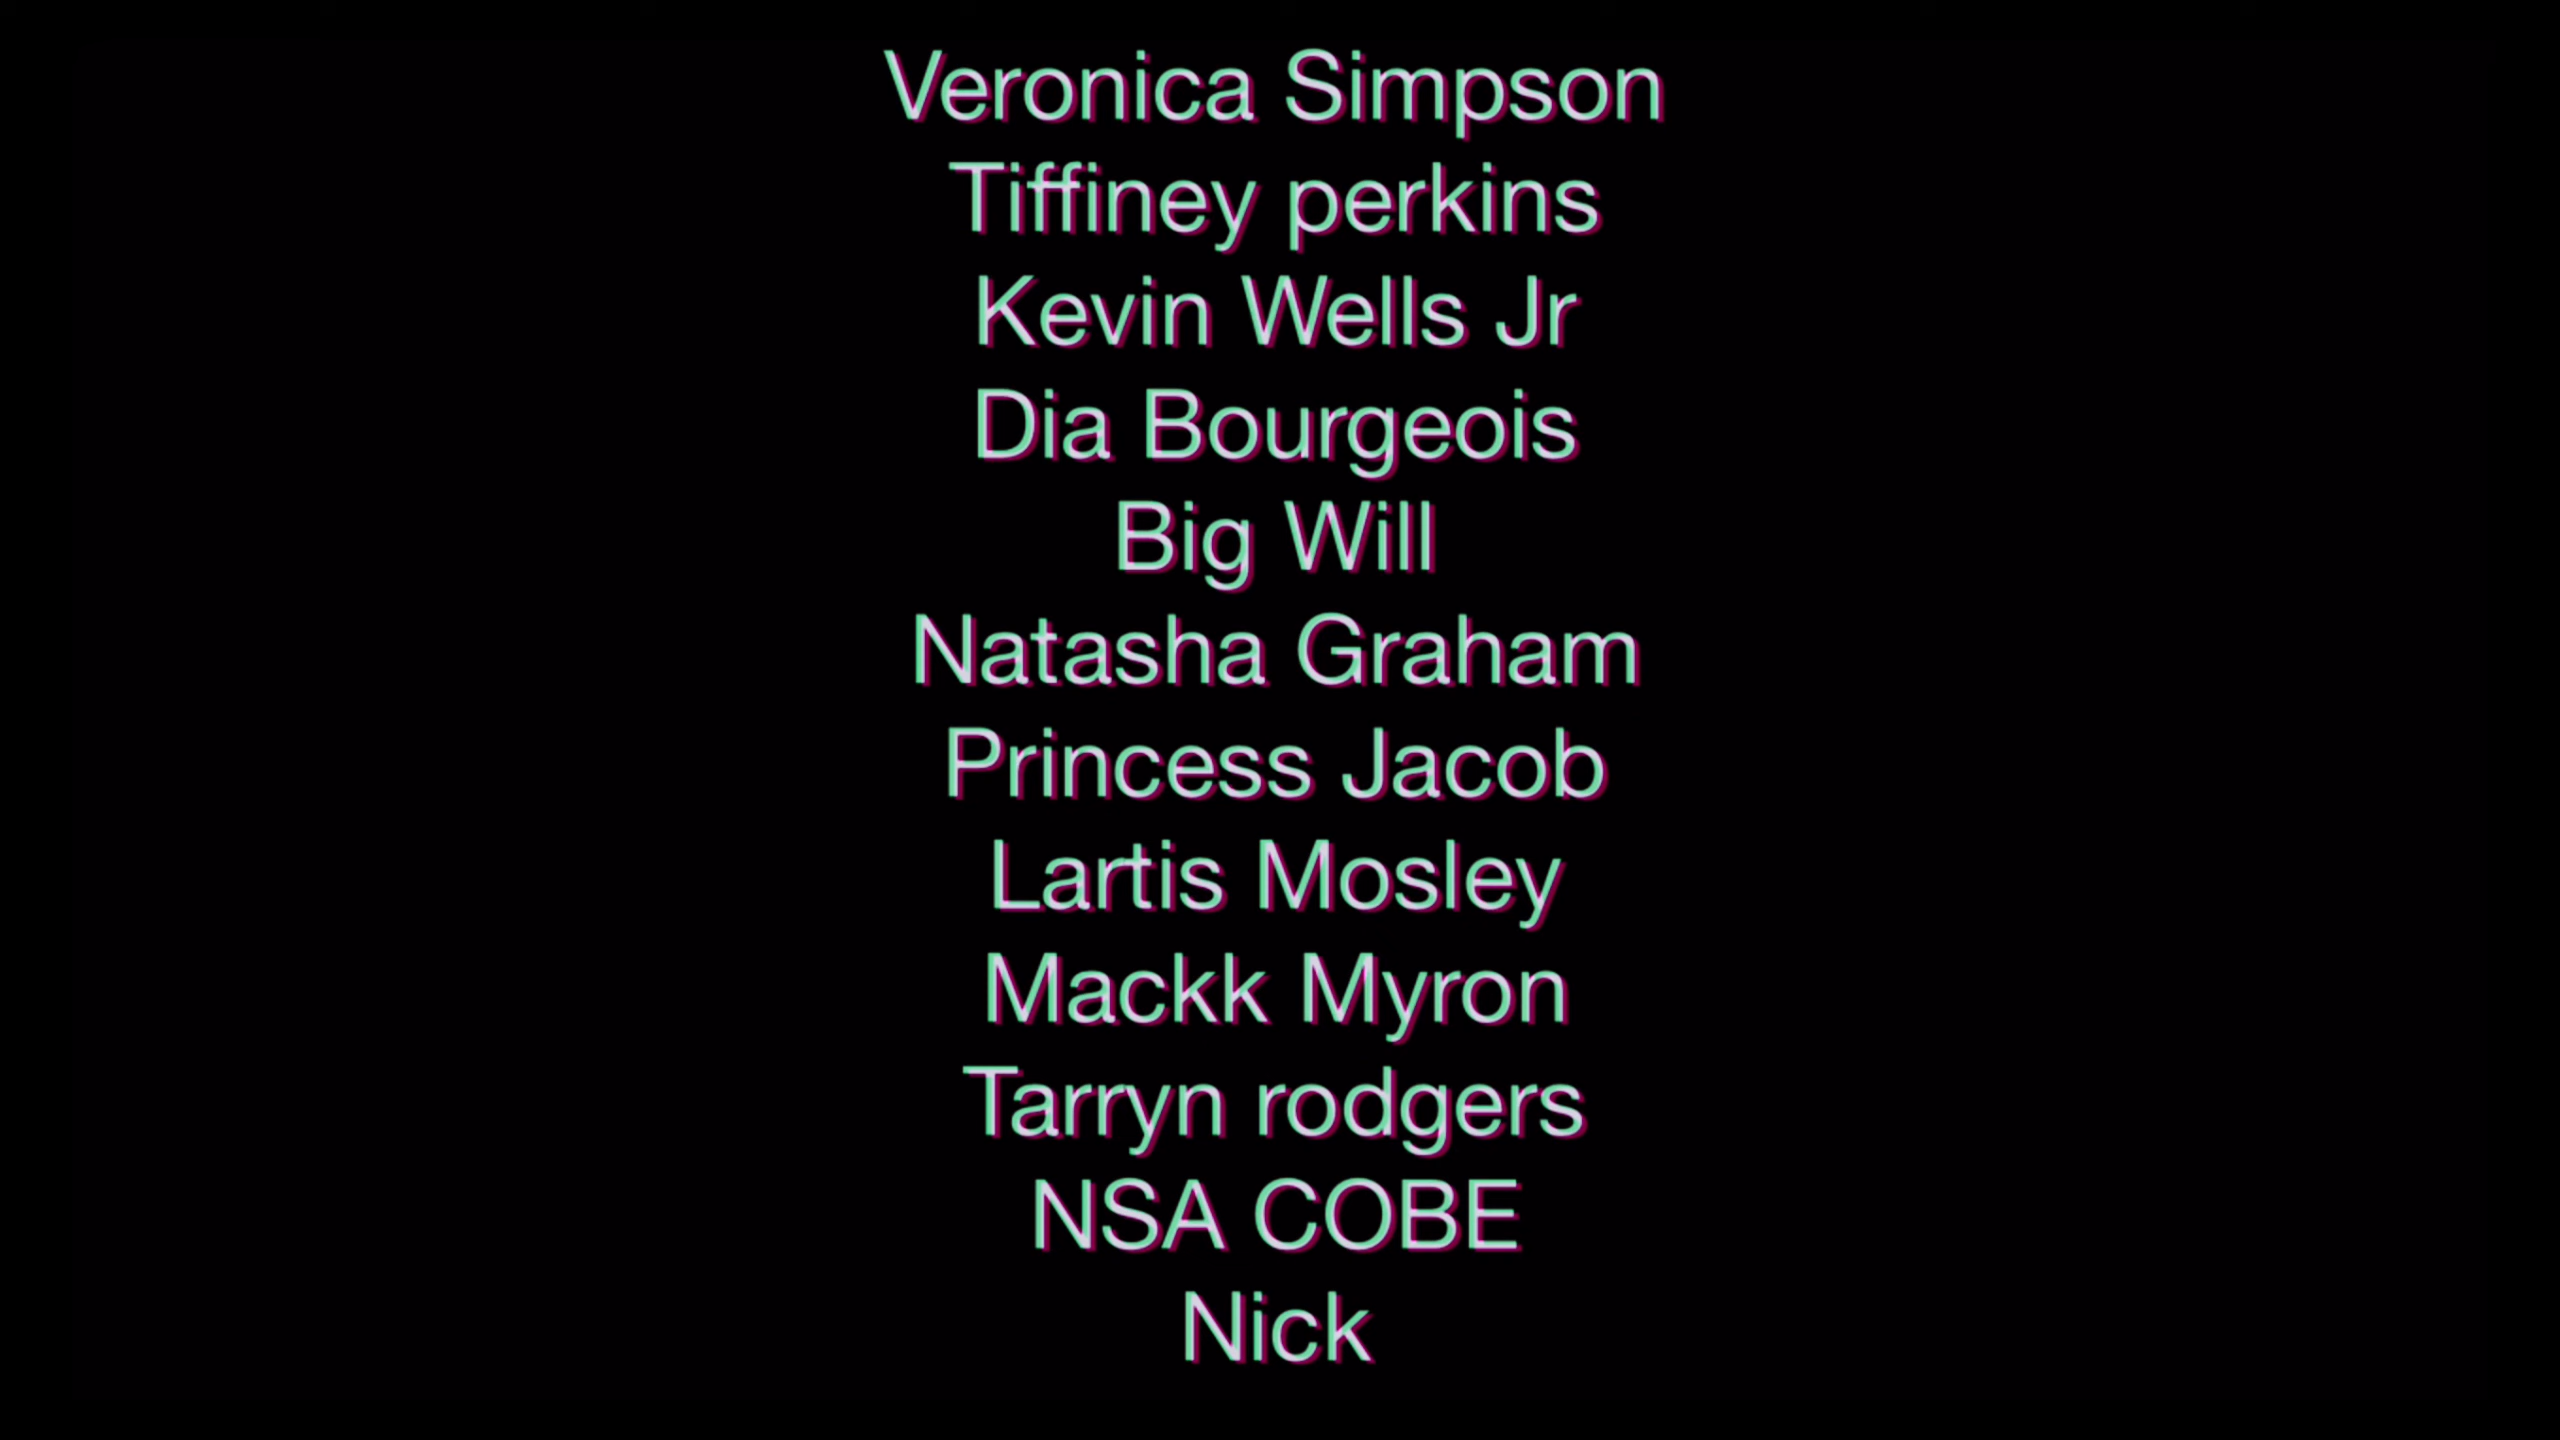 Veronica Simpson
Tiffiney perkins
Kevin Wells Jr
Dia Bourgeois
Big Will
Natasha Graham
Princess Jacob
Lartis Mosley
Mackk Myron
Tarryn rodgers
NSA COBE
Nick